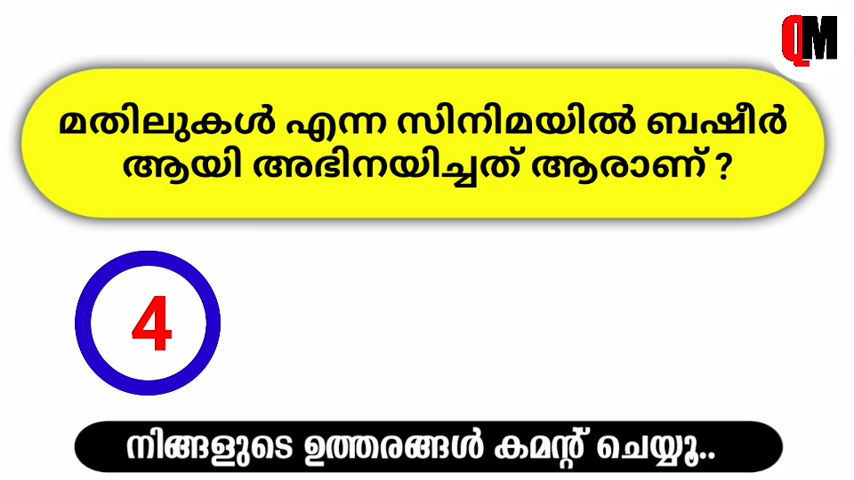 QM
മതിലുകൾ എന്ന സിനിമയിൽ ബഷീർ
ആയി അഭിനയിച്ചത് ആരാണ് ?
4
നിങ്ങളുടെ ഉത്തരങ്ങൾ കമന്റ് ചെയ്യൂ..